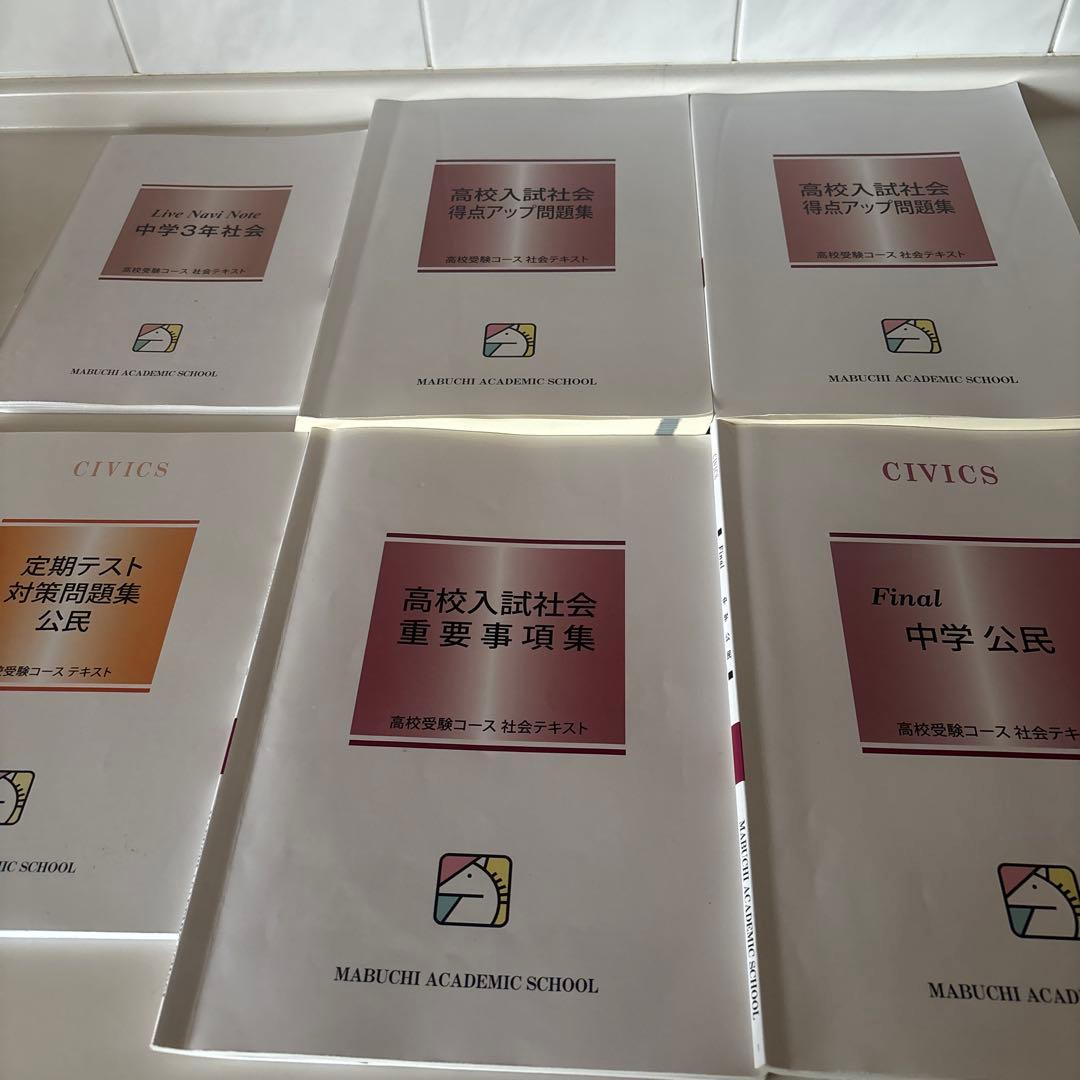 Live Navi Note
中学3年社会
高校受験コース 社会テキスト
MABUCHI ACADEMIC SCHOOL
高校入試社会
得点アップ問題集
高校受験コース 社会テキスト
MABUCHI ACADEMIC SCHOOL
高校入試社会
得点アップ問題集
高校受験コース 社会テキスト
MABUCHI ACADEMIC SCHOOL
CIVICS
定期テスト
対策問題集
公民
受験コース テキスト
IC SCHOOL
高校入試社会
重要事項集
高校受験コース 社会テキスト
MABUCHI ACADEMIC SCHOOL
CIVICS
■ Final 中学公民 ■
MABUCHI ACADEMIC SCHOOL
CIVICS
Final
中学 公民
高校受験コース 社会テキ
MABUCHI ACAD